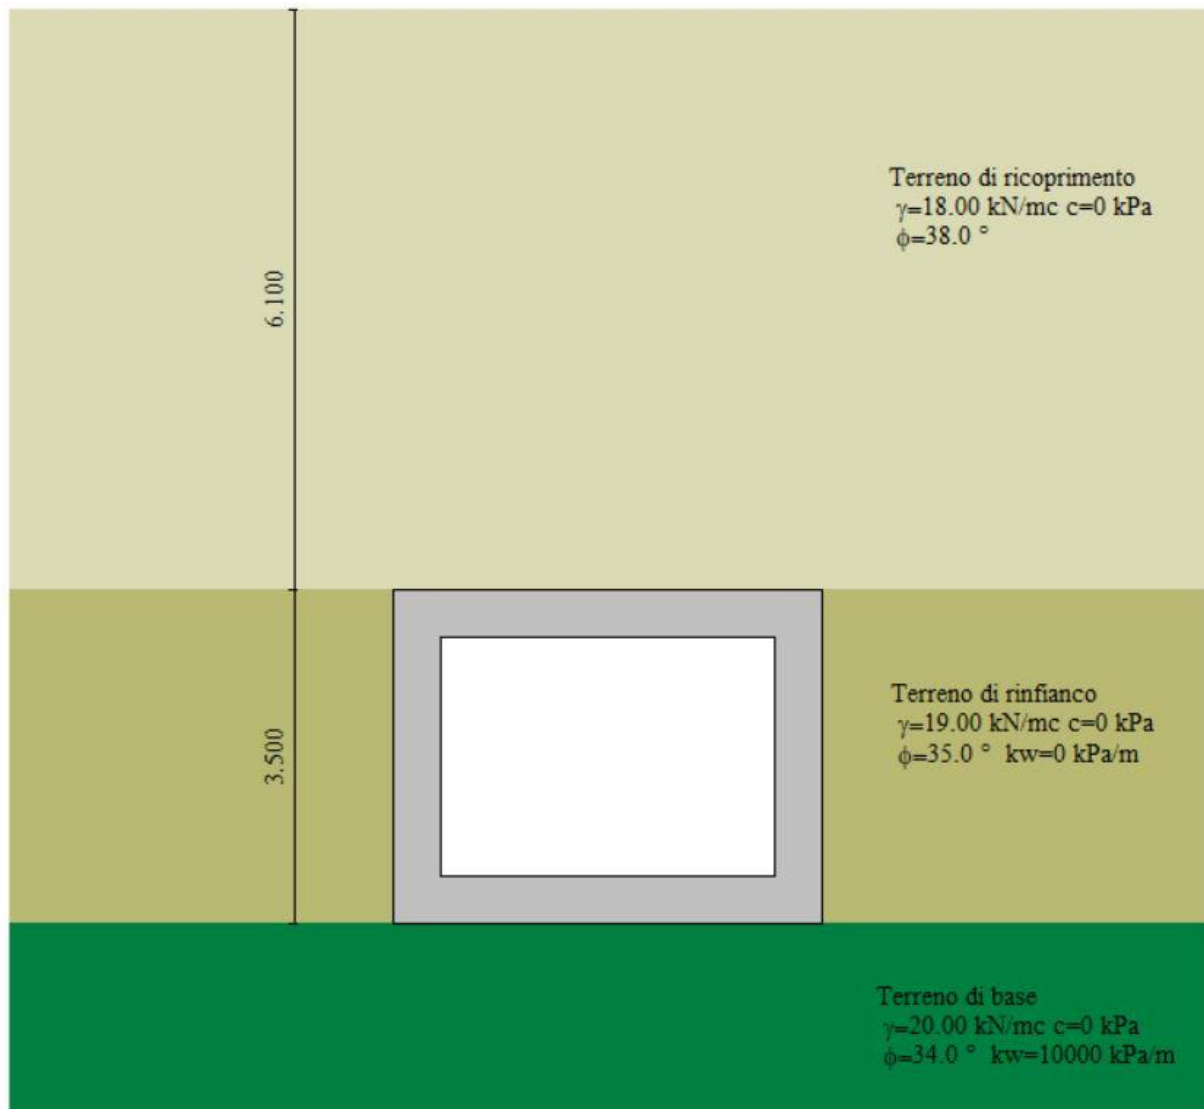 Terreno di ricoprimento
γ=18.00 kN/mc c=0 kPa
ϕ=38.0 °
6.100
Terreno di rinfianco
γ=19.00 kN/mc c=0 kPa
ϕ=35.0 ° kw=0 kPa/m
3.500
Terreno di base
γ=20.00 kN/mc c=0 kPa
ϕ=34.0 ° kw=10000 kPa/m